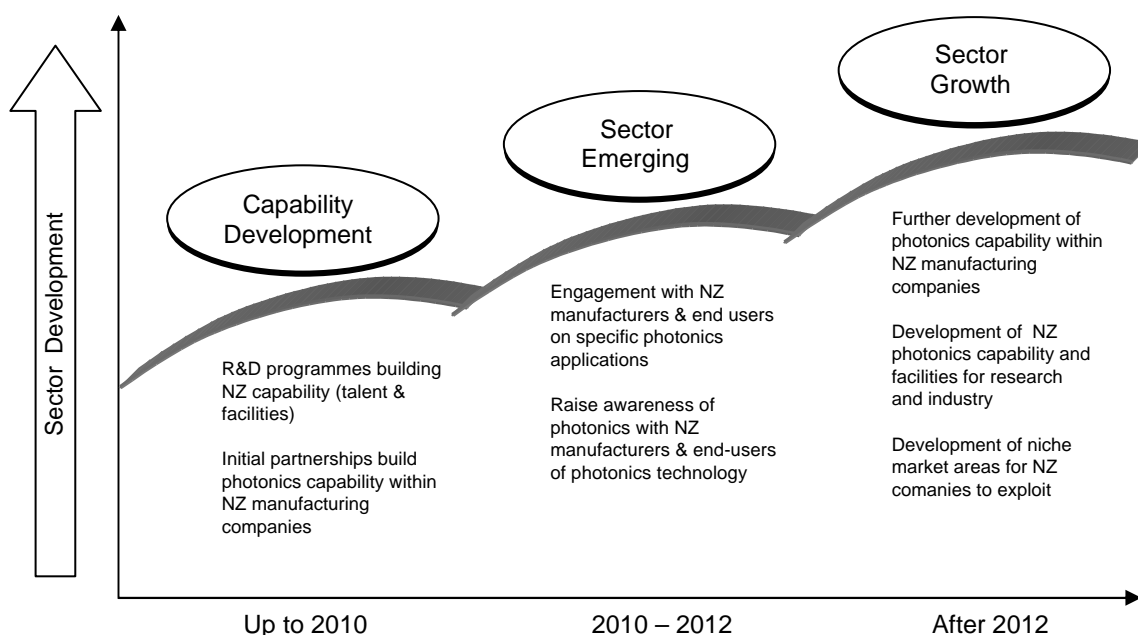 Sector Development
Capability
Development
R&D programmes building
NZ capability (talent &
facilities)
Initial partnerships build
photonics capability within
NZ manufacturing
companies
Up to 2010
Sector
Emerging
Engagement with NZ
manufacturers & end users
on specific photonics
applications
Raise awareness of
photonics with NZ
manufacturers & end-users
of photonics technology
2010 – 2012
Sector
Growth
Further development of
photonics capability within
NZ manufacturing
companies
Development of NZ
photonics capability and
facilities for research
and industry
Development of niche
market areas for NZ
comanies to exploit
After 2012